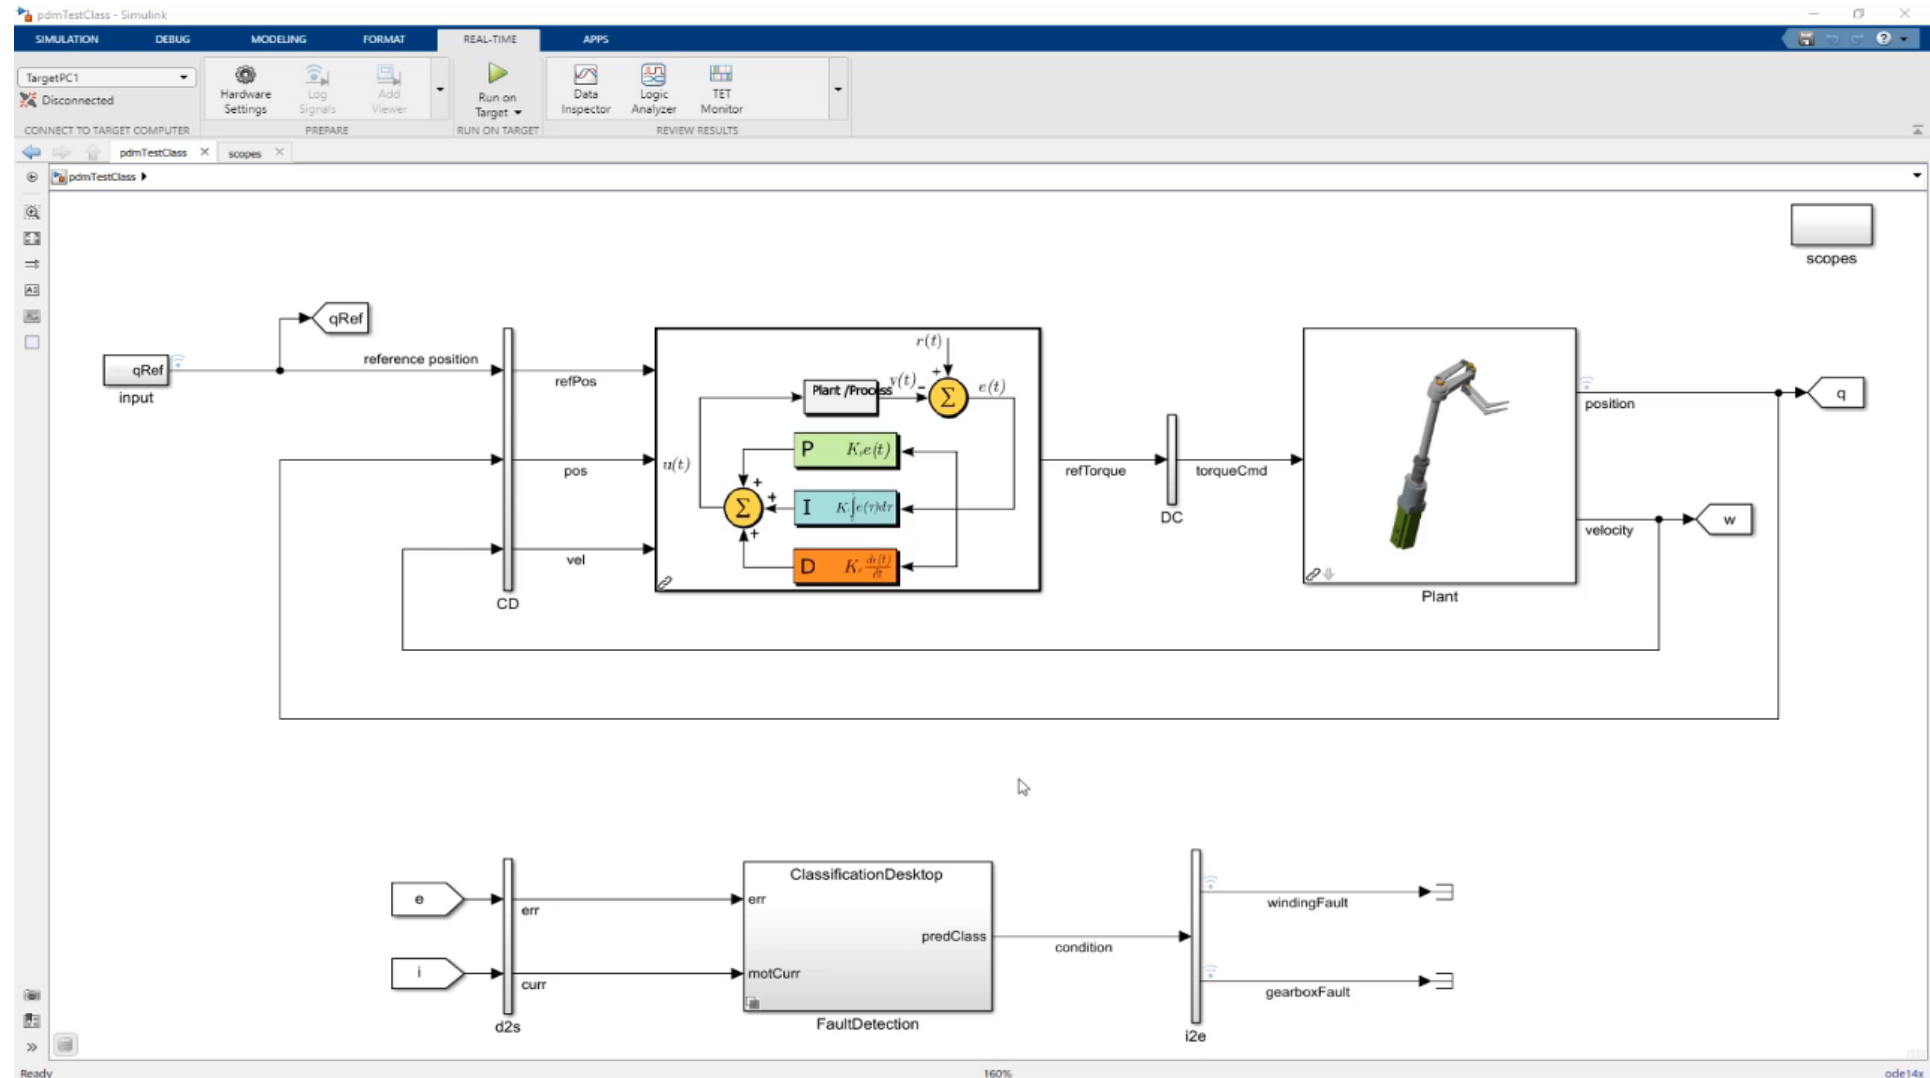 pdmTestClass - Simulink
SIMULATION DEBUG MODELING FORMAT REAL-TIME APPS
TargetPC1
Disconnected
CONNECT TO TARGET COMPUTER
Hardware
Settings
Log
Signals
Add
Viewer
PREPARE
Run on
Target
RUN ON TARGET
Data
Inspector
Logic
Analyzer
TET
Monitor
REVIEW RESULTS
pdmTestClass
scopes
pdmTestClass
scopes
qRef
qRef
input
reference position
refPos
pos
vel
CD
r(t)
Plant /Process
y(t)
Σ
e(t)
+
−
u(t)
P
I
D
Σ
+
+
+
refTorque
DC
torqueCmd
Plant
position
q
velocity
w
e
i
err
curr
d2s
ClassificationDesktop
err
motCurr
predClass
FaultDetection
condition
i2e
windingFault
gearboxFault
Ready
160%
ode14x